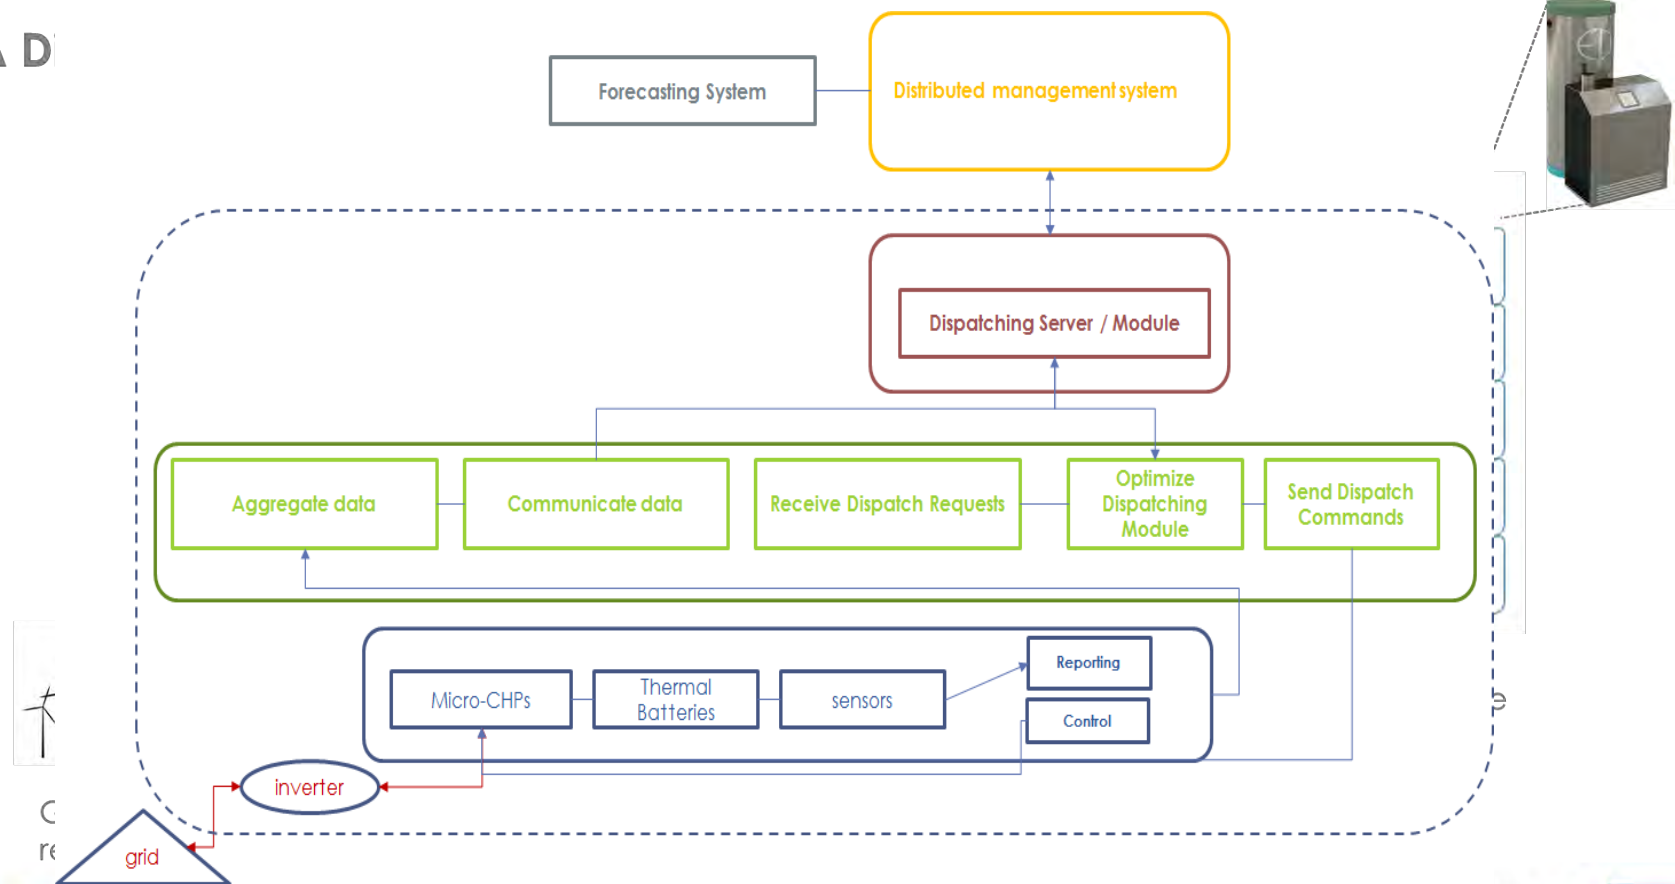 A D
Forecasting System
Distributed management system
Dispatching Server / Module
Aggregate data
Communicate data
Receive Dispatch Requests
Optimize
Dispatching
Module
Send Dispatch
Commands
Micro-CHPs
Thermal
Batteries
sensors
Reporting
Control
inverter
grid
re
e